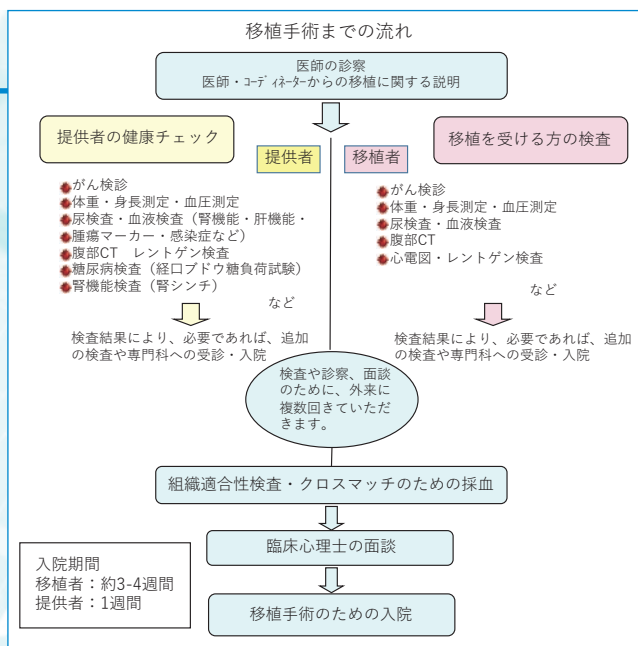 移植手術までの流れ
医師の診察
医師・ｺｰﾃﾞｨﾈｰﾀｰからの移植に関する説明
提供者の健康チェック
提供者
移植者
移植を受ける方の検査
がん検診
体重・身長測定・血圧測定
尿検査・血液検査（腎機能・肝機能・
腫瘍マーカー・感染症など）
腹部CT　レントゲン検査
糖尿病検査（経口ブドウ糖負荷試験）
腎機能検査（腎シンチ）
など
検査結果により、必要であれば、追加
の検査や専門科への受診・入院
がん検診
体重・身長測定・血圧測定
尿検査・血液検査
腹部CT
心電図・レントゲン検査
など
検査結果により、必要であれば、追加
の検査や専門科への受診・入院
検査や診察、面談
のために、外来に
複数回きていただ
きます。
組織適合性検査・クロスマッチのための採血
臨床心理士の面談
移植手術のための入院
入院期間
移植者：約3-4週間
提供者：1週間